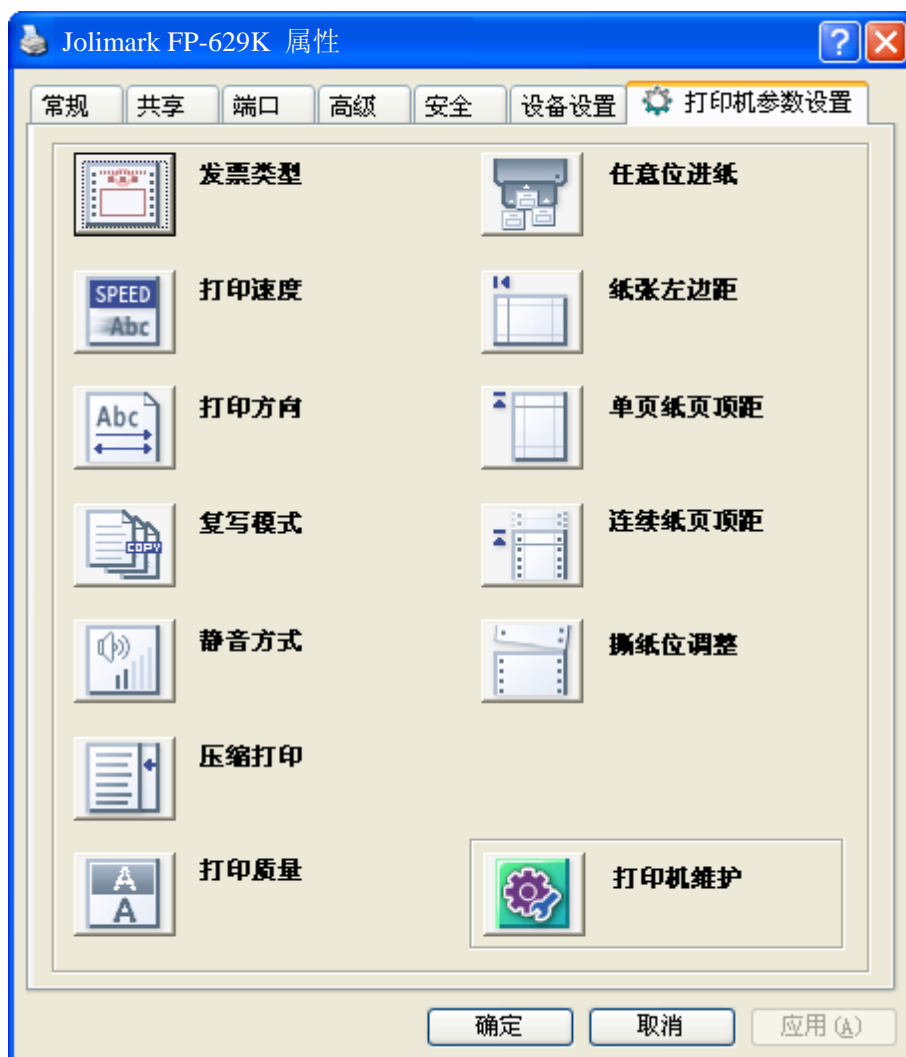 Jolimark FP-629K 属性
常规 共享 端口 高级 安全 设备设置 打印机参数设置
发票类型
任意位进纸
SPEED
Abc
打印速度
纸张左边距
Abc
打印方向
单页纸页顶距
COPY
复写模式
连续纸页顶距
静音方式
撕纸位调整
压缩打印
A
A
打印质量
打印机维护
确定 取消 应用(A)